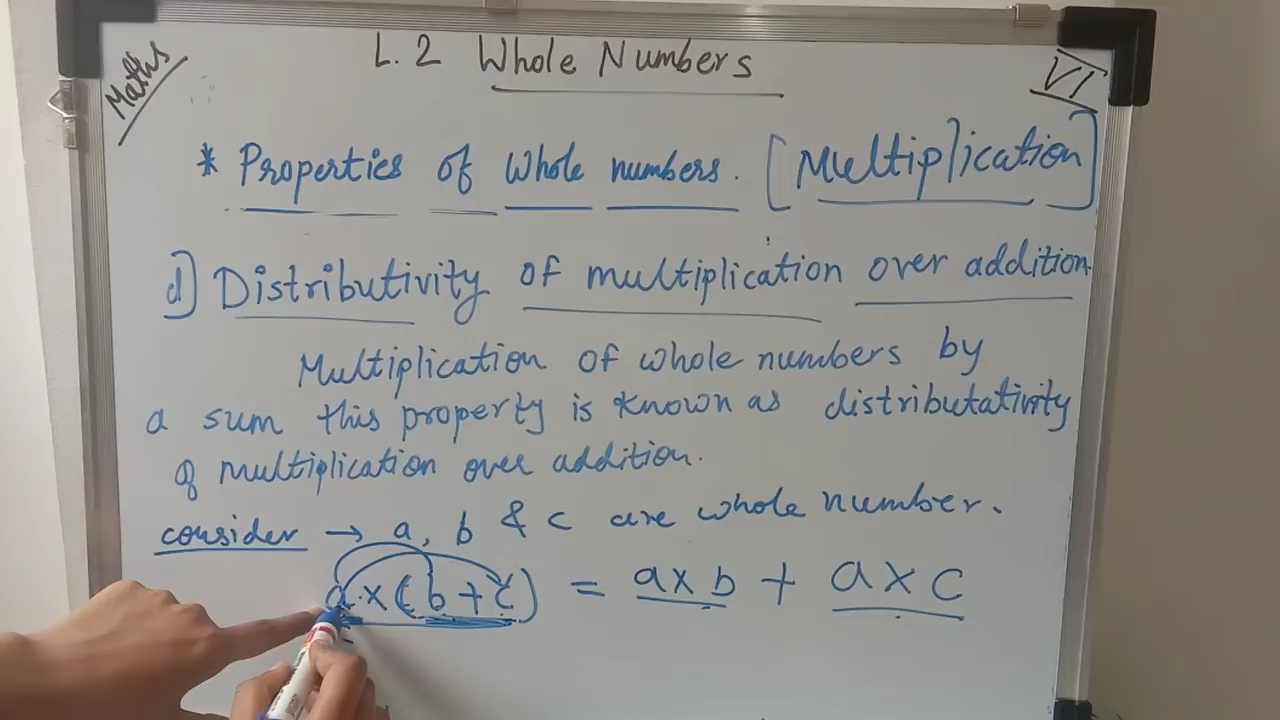 Maths
L.2 Whole Numbers
VI
* Properties of Whole numbers. [Multiplication]
d) Distributivity of multiplication over addition.
Multiplication of whole numbers by
a sum this property is known as distributativity
of multiplication over addition.
consider → a, b & c are whole number.
a × (b + c) = a × b + a × c